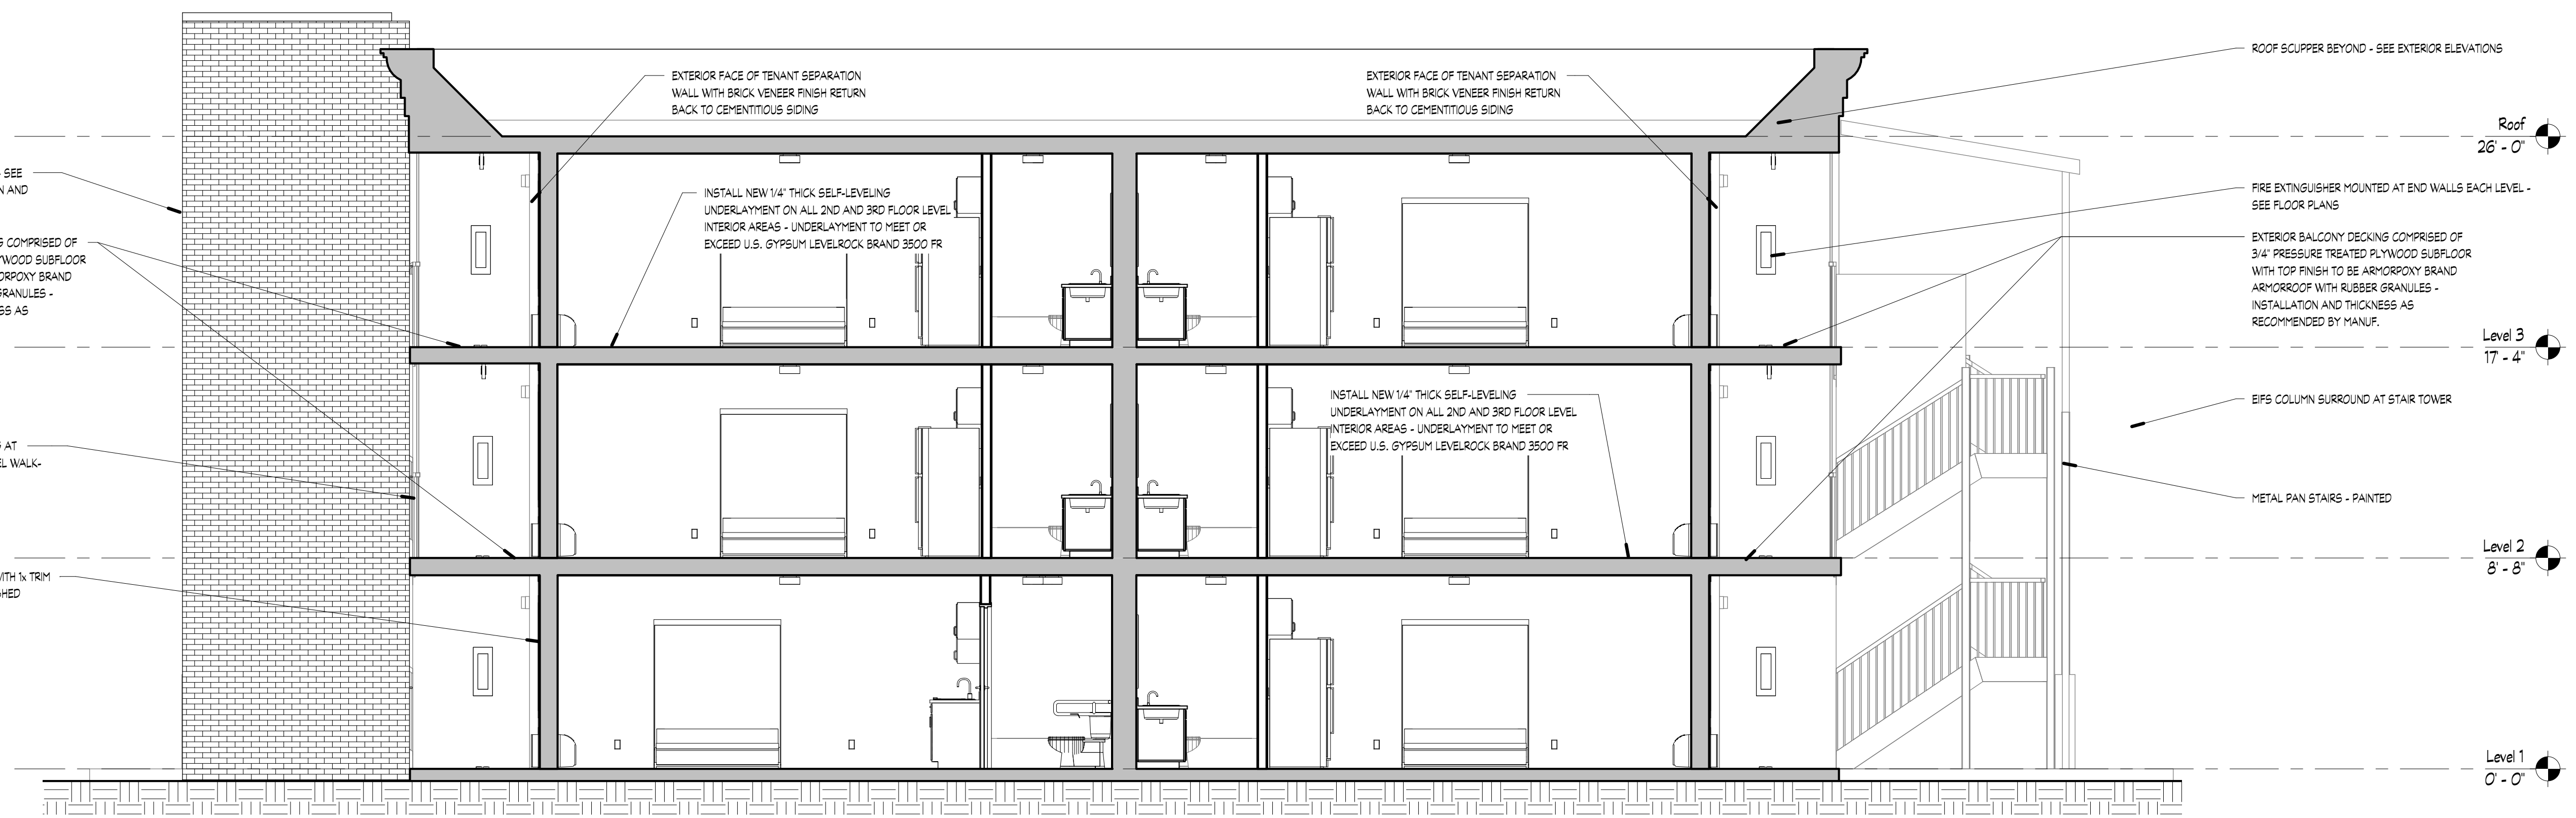 ROOF SCUPPER BEYOND - SEE EXTERIOR ELEVATIONS
EXTERIOR FACE OF TENANT SEPARATION
WALL WITH BRICK VENEER FINISH RETURN
BACK TO CEMENTITIOUS SIDING
EXTERIOR FACE OF TENANT SEPARATION
WALL WITH BRICK VENEER FINISH RETURN
BACK TO CEMENTITIOUS SIDING
Roof
26' - 0"
- SEE
N AND
INSTALL NEW 1/4" THICK SELF-LEVELING
UNDERLAYMENT ON ALL 2ND AND 3RD FLOOR LEVEL
INTERIOR AREAS - UNDERLAYMENT TO MEET OR
EXCEED U.S. GYPSUM LEVELROCK BRAND 3500 FR
FIRE EXTINGUISHER MOUNTED AT END WALLS EACH LEVEL -
SEE FLOOR PLANS
G COMPRISED OF
YWOOD SUBFLOOR
ORPOXY BRAND
GRANULES -
SS AS
EXTERIOR BALCONY DECKING COMPRISED OF
3/4" PRESSURE TREATED PLYWOOD SUBFLOOR
WITH TOP FINISH TO BE ARMORPOXY BRAND
ARMORROOF WITH RUBBER GRANULES -
INSTALLATION AND THICKNESS AS
RECOMMENDED BY MANUF.
Level 3
17' - 4"
INSTALL NEW 1/4" THICK SELF-LEVELING
UNDERLAYMENT ON ALL 2ND AND 3RD FLOOR LEVEL
INTERIOR AREAS - UNDERLAYMENT TO MEET OR
EXCEED U.S. GYPSUM LEVELROCK BRAND 3500 FR
EIFS COLUMN SURROUND AT STAIR TOWER
G AT
EL WALK-
METAL PAN STAIRS - PAINTED
Level 2
8' - 8"
WITH 1x TRIM
SHED
Level 1
0' - 0"